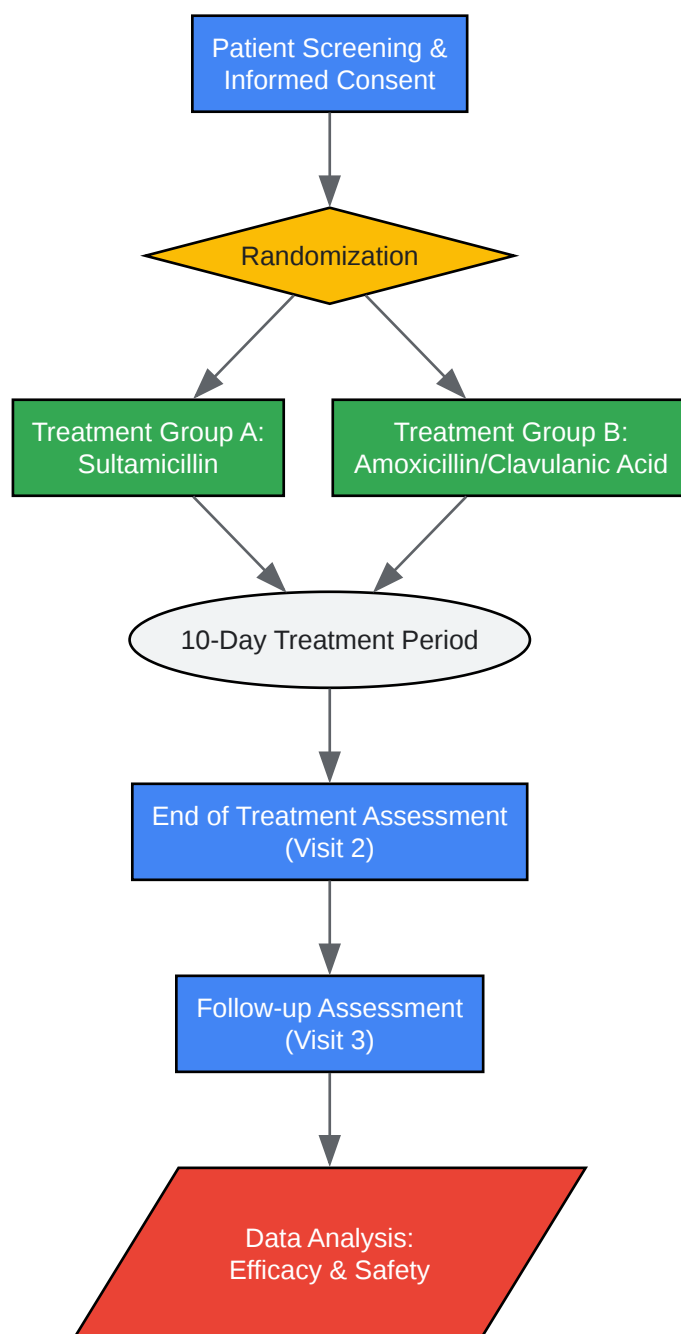 Patient Screening &
Informed Consent
Randomization
Treatment Group A:
Sultamicillin
Treatment Group B:
Amoxicillin/Clavulanic Acid
10-Day Treatment Period
End of Treatment Assessment
(Visit 2)
Follow-up Assessment
(Visit 3)
Data Analysis:
Efficacy & Safety